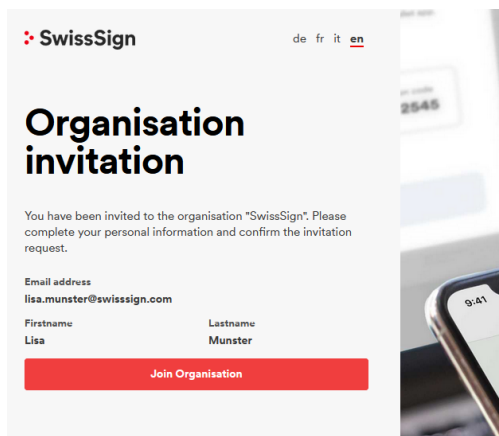 SwissSign
de fr it en
Organisation
invitation
You have been invited to the organisation "SwissSign". Please
complete your personal information and confirm the invitation
request.
Email address
lisa.munster@swisssign.com
Firstname Lastname
Lisa Munster
Join Organisation
2545
9:41